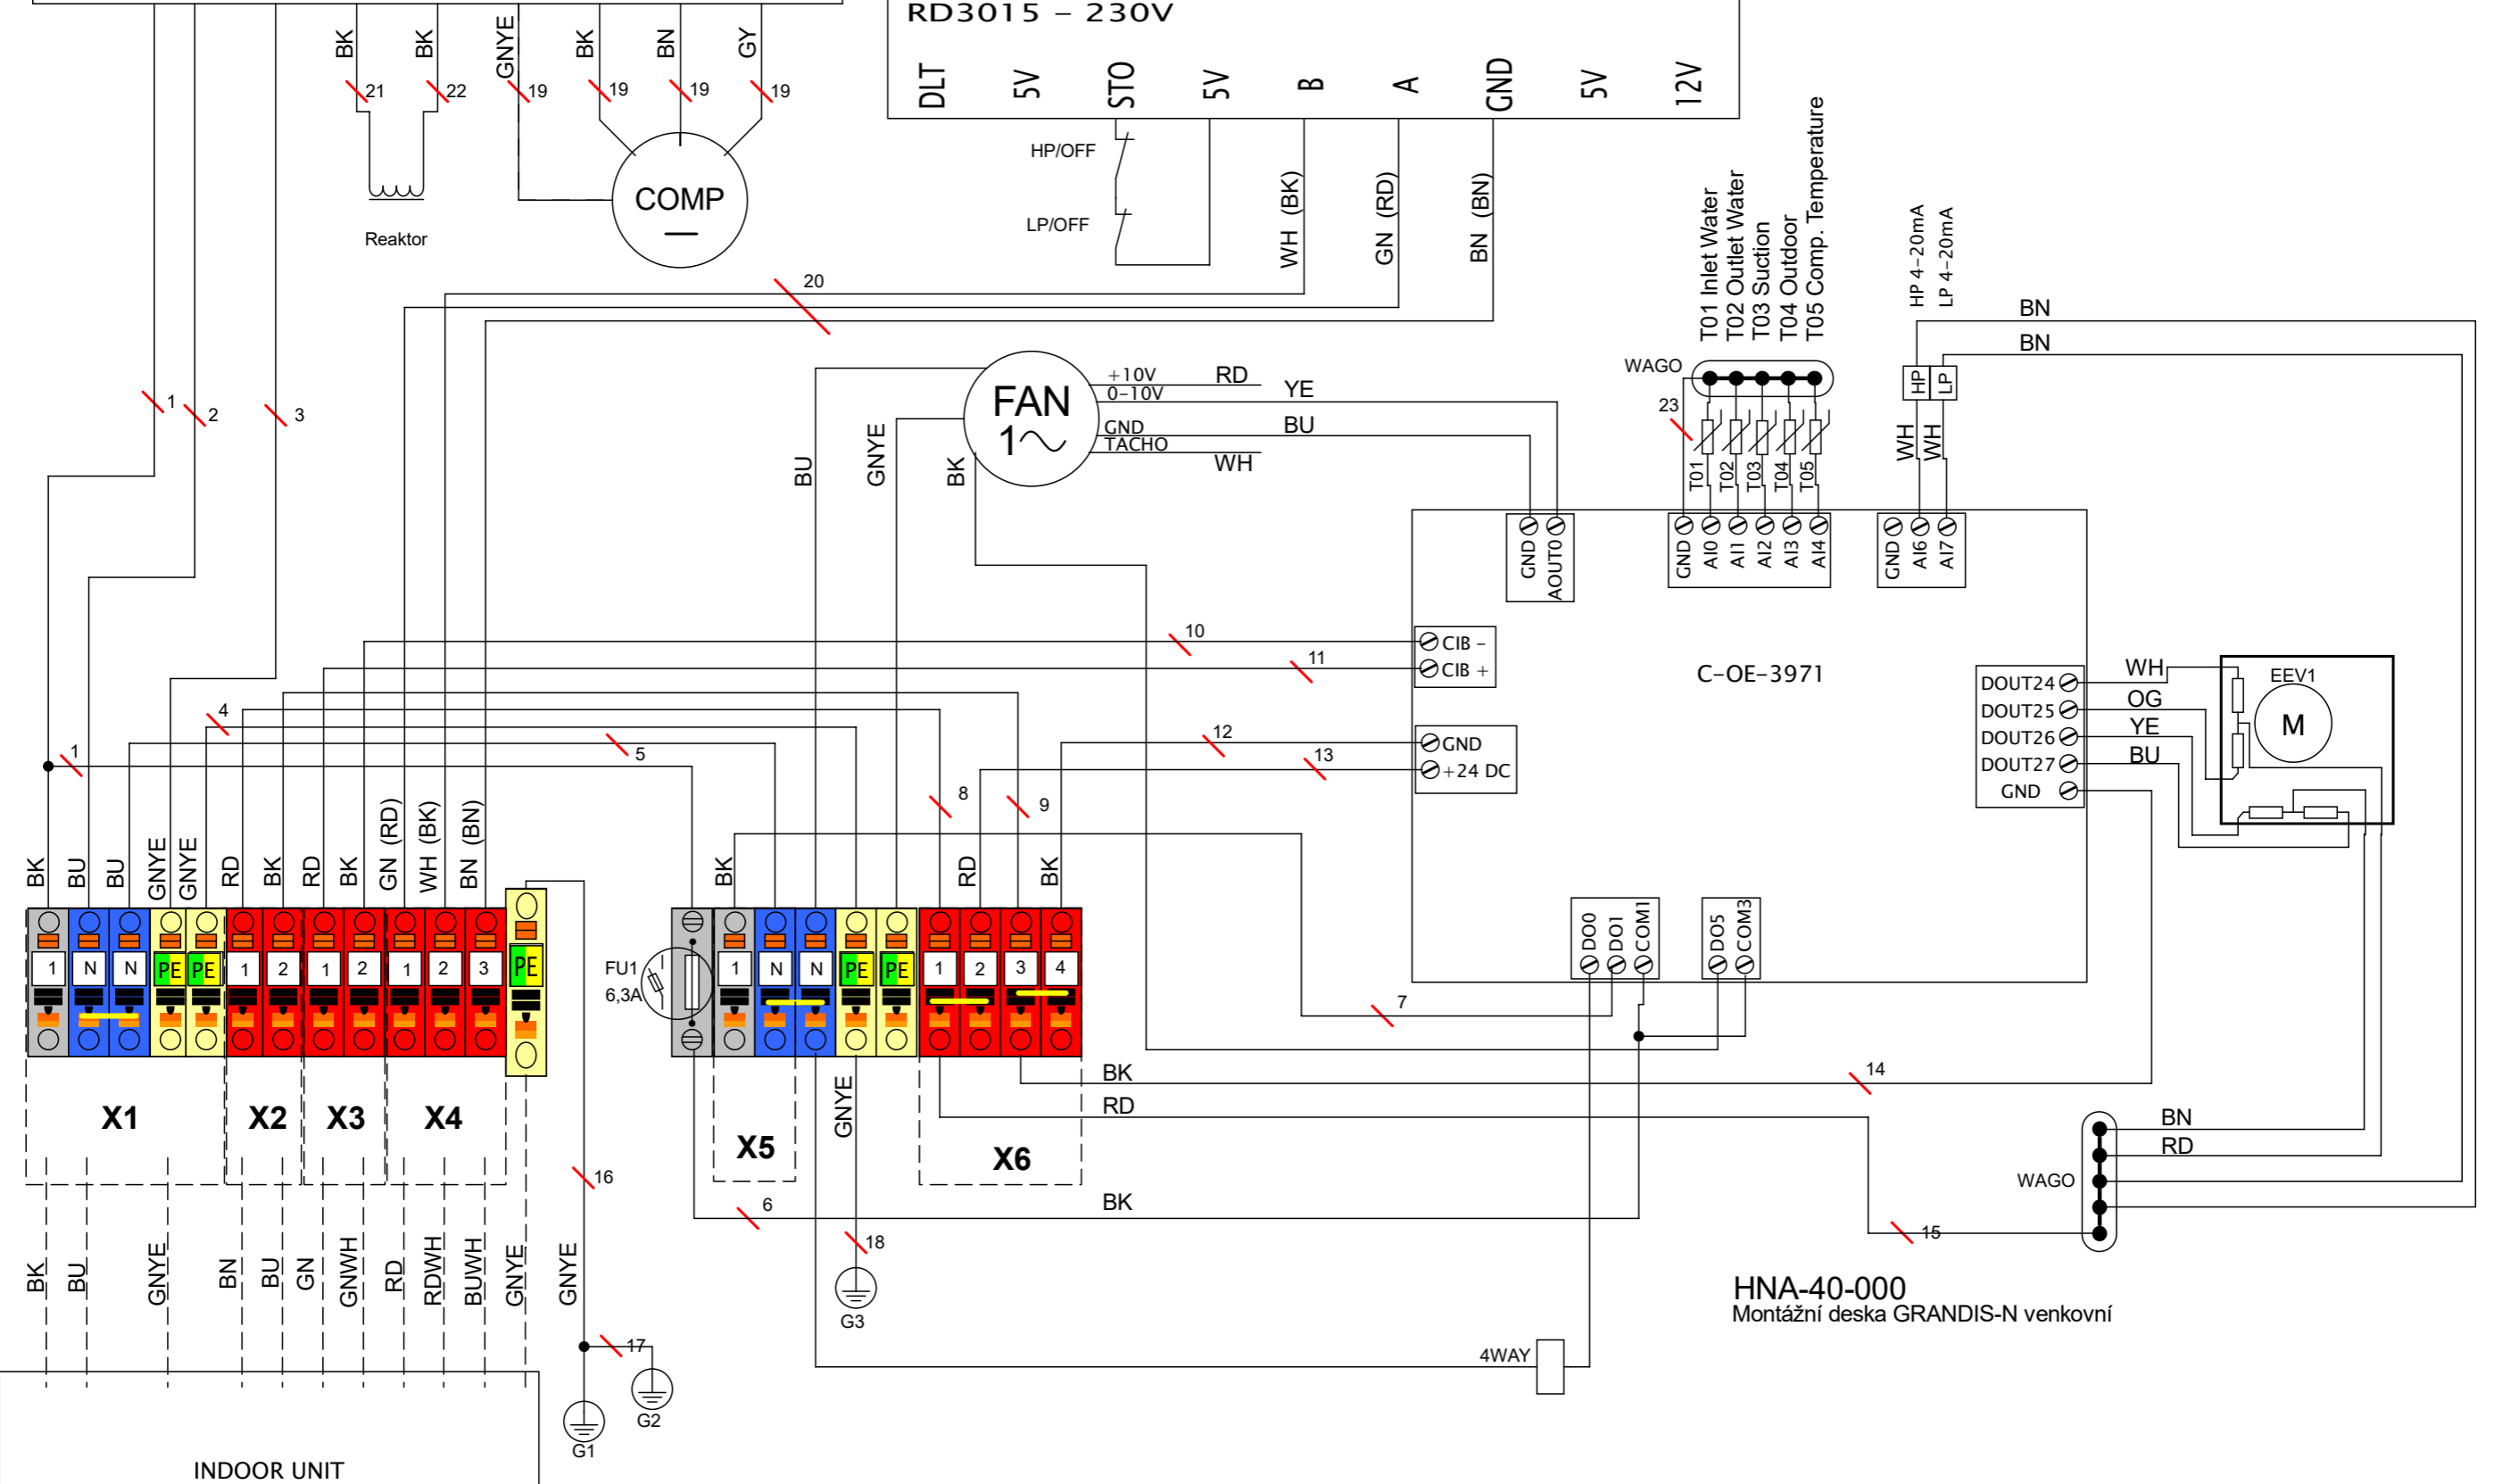 RD3015 – 230V
DLT
5V
STO
5V
B
A
GND
5V
12V
BK
BK
GNYE
BK
BN
GY
21
22
19
19
19
19
COMP
Reaktor
HP/OFF
LP/OFF
WH (BK)
GN (RD)
BN (BN)
20
T01 Inlet Water
T02 Outlet Water
T03 Suction
T04 Outdoor
T05 Comp. Temperature
HP 4-20mA
LP 4-20mA
BN
BN
WAGO
HP
LP
23
T01
T02
T03
T04
T05
WH
WH
1
2
3
FAN
1
+10V
0-10V
GND
TACHO
RD
YE
BU
WH
BU
GNYE
BK
GND
AOUT0
GND
AI0
AI1
AI2
AI3
AI4
GND
AI6
AI7
10
11
CIB –
CIB +
C-OE-3971
12
13
GND
+24 DC
DOUT24
DOUT25
DOUT26
DOUT27
GND
WH
OG
YE
BU
EEV1
M
4
1
5
8
9
BK
BU
BU
GNYE
GNYE
RD
BK
RD
BK
GN (RD)
WH (BK)
BN (BN)
BK
RD
BK
1
N
N
PE
PE
1
2
1
2
1
2
3
PE
FU1
6,3A
1
N
N
PE
PE
1
2
3
4
DO0
DO1
COM1
DO5
COM3
7
X1
X2
X3
X4
X5
X6
GNYE
BK
14
RD
BK
6
16
18
15
WAGO
BN
RD
BK
BU
GNYE
BN
BU
GN
GNWH
RD
RDWH
BUWH
GNYE
GNYE
G3
17
G2
G1
4WAY
HNA-40-000
Montážní deska GRANDIS-N venkovní
INDOOR UNIT